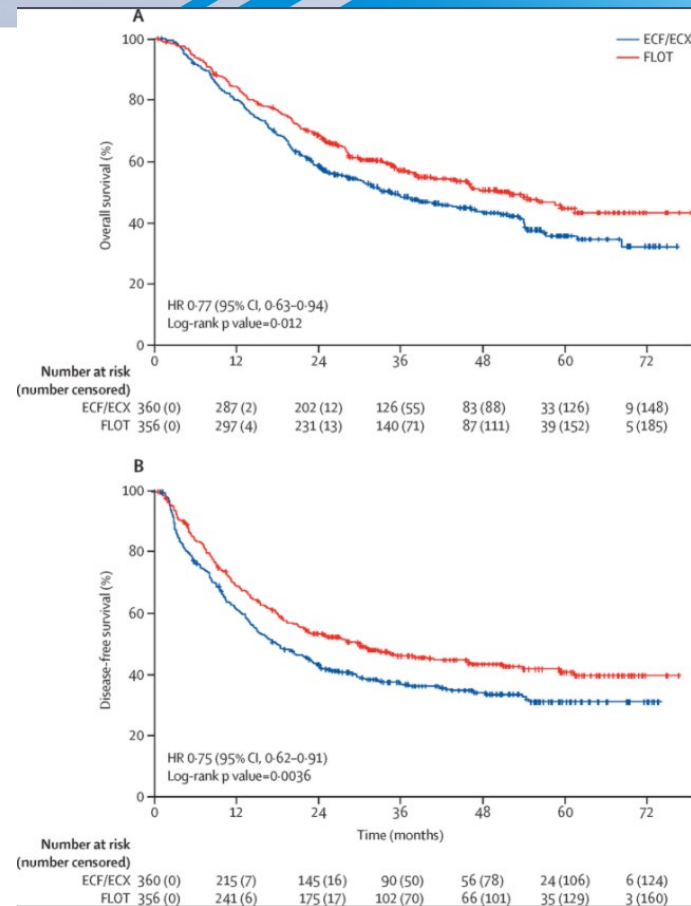 A
ECF/ECX
FLOT
100
80
60
40
20
0
Overall survival (%)
HR 0·77 (95% CI, 0·63–0·94)
Log-rank p value=0·012
0 12 24 36 48 60 72
Number at risk
(number censored)
ECF/ECX 360 (0) 287 (2) 202 (12) 126 (55) 83 (88) 33 (126) 9 (148)
FLOT 356 (0) 297 (4) 231 (13) 140 (71) 87 (111) 39 (152) 5 (185)
B
100
80
60
40
20
0
Disease-free survival (%)
HR 0·75 (95% CI, 0·62–0·91)
Log-rank p value=0·0036
0 12 24 36 48 60 72
Time (months)
Number at risk
(number censored)
ECF/ECX 360 (0) 215 (7) 145 (16) 90 (50) 56 (78) 24 (106) 6 (124)
FLOT 356 (0) 241 (6) 175 (17) 102 (70) 66 (101) 35 (129) 3 (160)